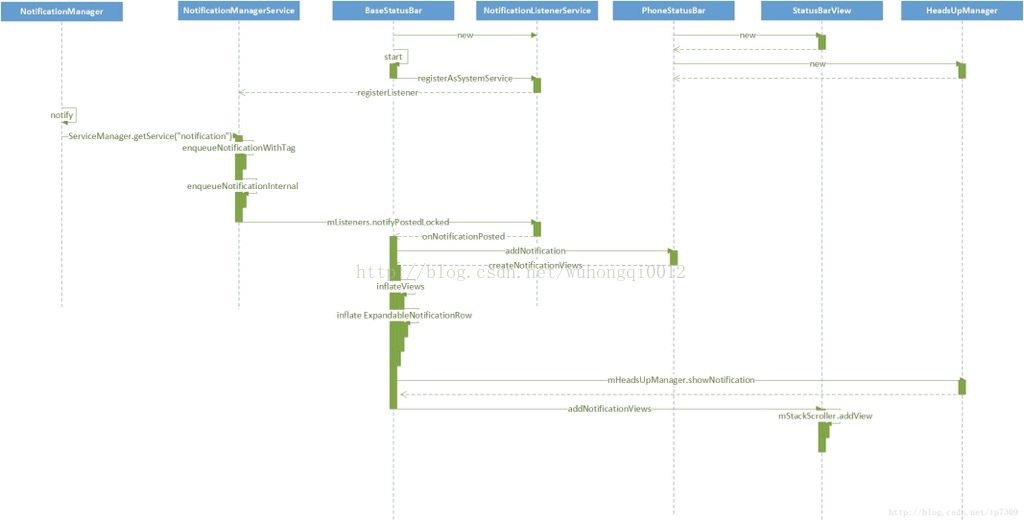 NotificationManager
NotificationManagerService
BaseStatusBar
NotificationListenerService
PhoneStatusBar
StatusBarView
HeadsUpManager
new
new
start
new
registerAsSystemService
registerListener
notify
ServiceManager.getService("notification")
enqueueNotificationWithTag
enqueueNotificationInternal
mListeners.notifyPostedLocked
onNotificationPosted
addNotification
createNotificationViews
http://blog.csdn.net/wuhongqi0012
inflateViews
inflate ExpandableNotificationRow
mHeadsUpManager.showNotification
addNotificationViews
mStackScroller.addView
http://blog.csdn.net/tp7309